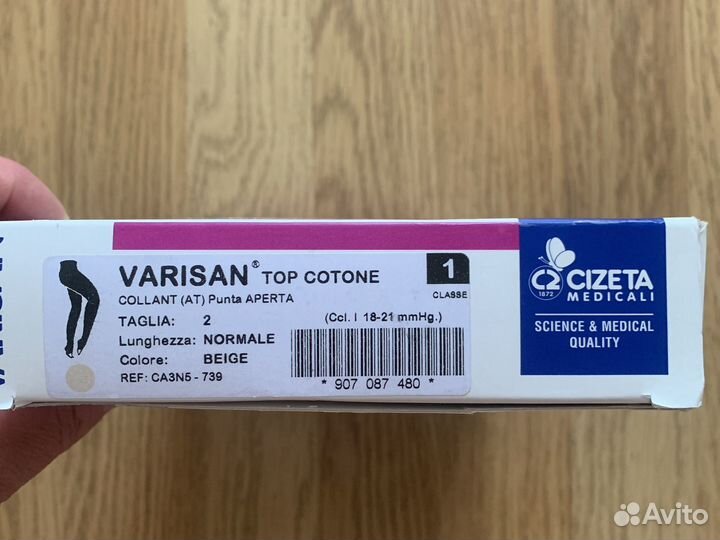 VARISAN® TOP COTONE
COLLANT (AT) Punta APERTA
1
CLASSE
TAGLIA: 2
(Ccl. I 18-21 mmHg.)
Lunghezza: NORMALE
Colore: BEIGE
REF: CA3N5 - 739
* 907 087 480 *
C2 CIZETA
1872 MEDICALI
SCIENCE & MEDICAL
QUALITY
Avito